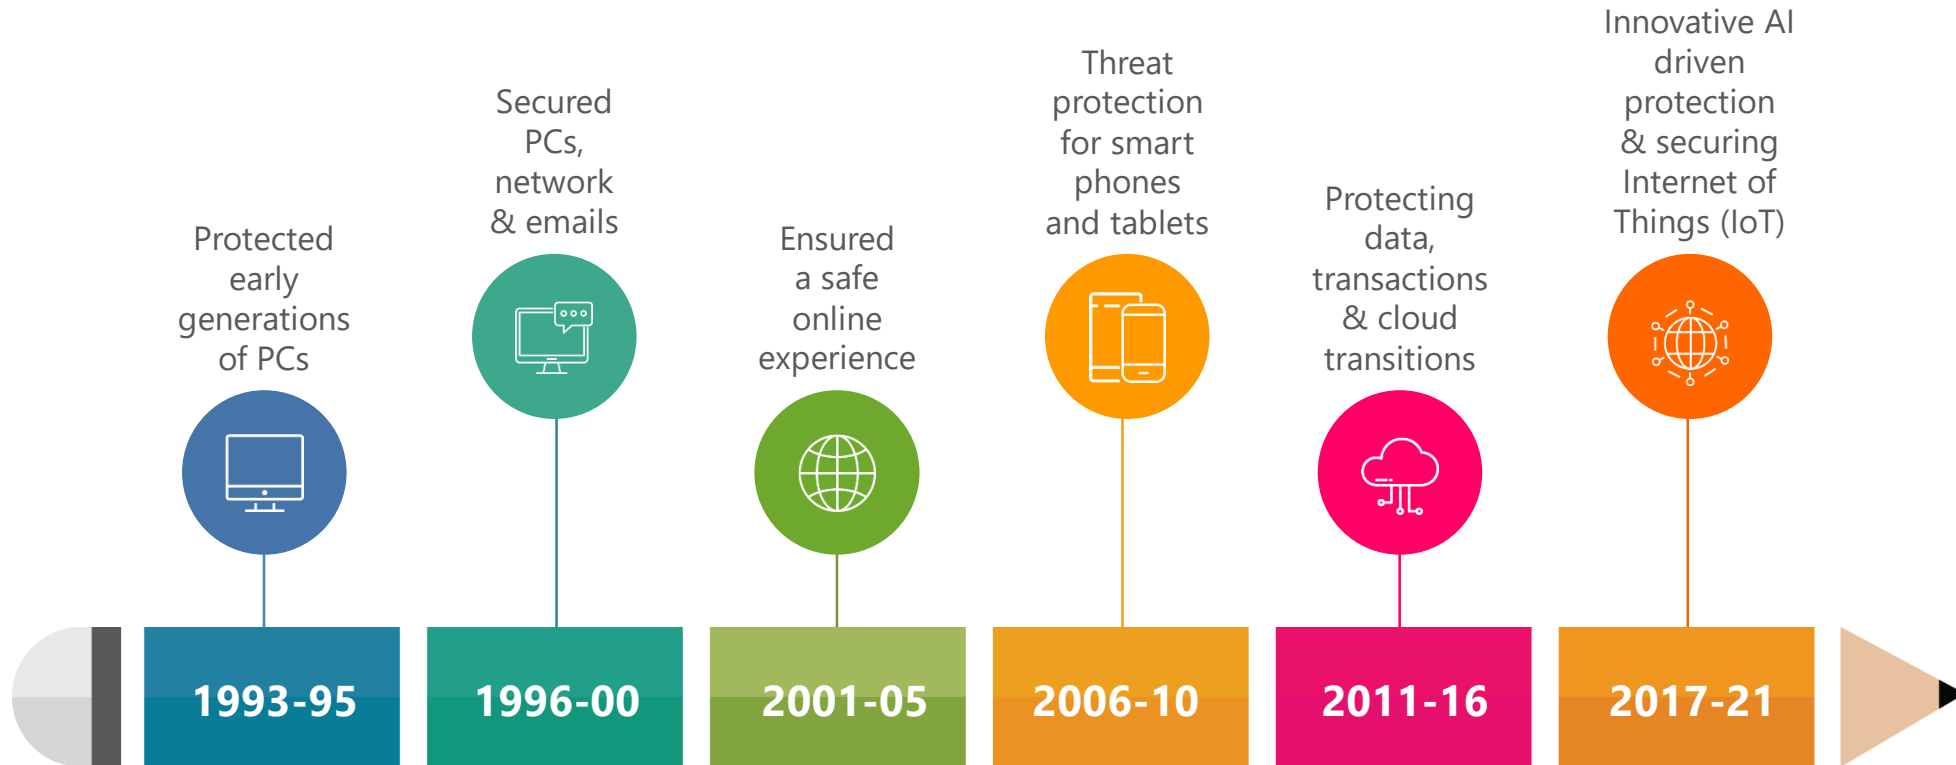 Protected
early
generations
of PCs
1993-95
Secured
PCs,
network
& emails
1996-00
Ensured
a safe
online
experience
2001-05
Threat
protection
for smart
phones
and tablets
2006-10
Protecting
data,
transactions
& cloud
transitions
2011-16
Innovative AI
driven
protection
& securing
Internet of
Things (IoT)
2017-21